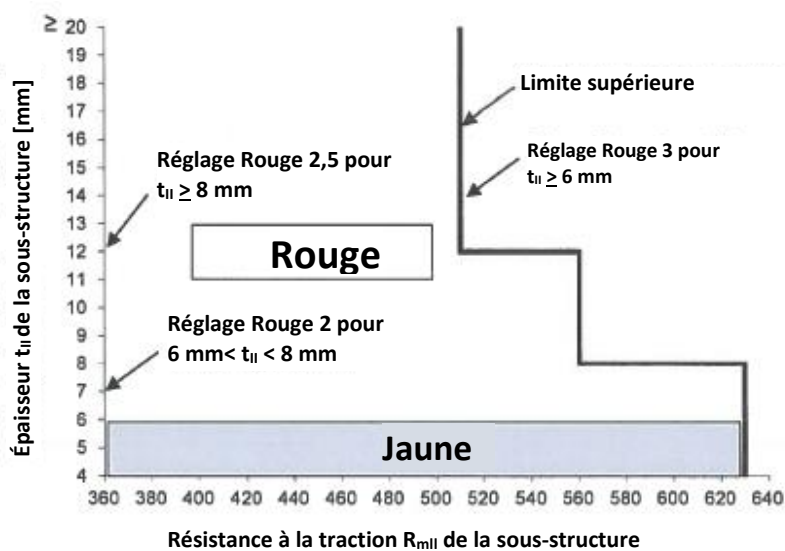 ≥ 20
19
18
17
16
15
14
13
12
11
10
9
8
7
6
5
4
Épaisseur tII de la sous-structure [mm]
Limite supérieure
Réglage Rouge 2,5 pour
tII ≥ 8 mm
Réglage Rouge 3 pour
tII ≥ 6 mm
Rouge
Réglage Rouge 2 pour
6 mm< tII < 8 mm
Jaune
360 380 400 420 440 460 480 500 520 540 560 580 600 620 640
Résistance à la traction RmII de la sous-structure